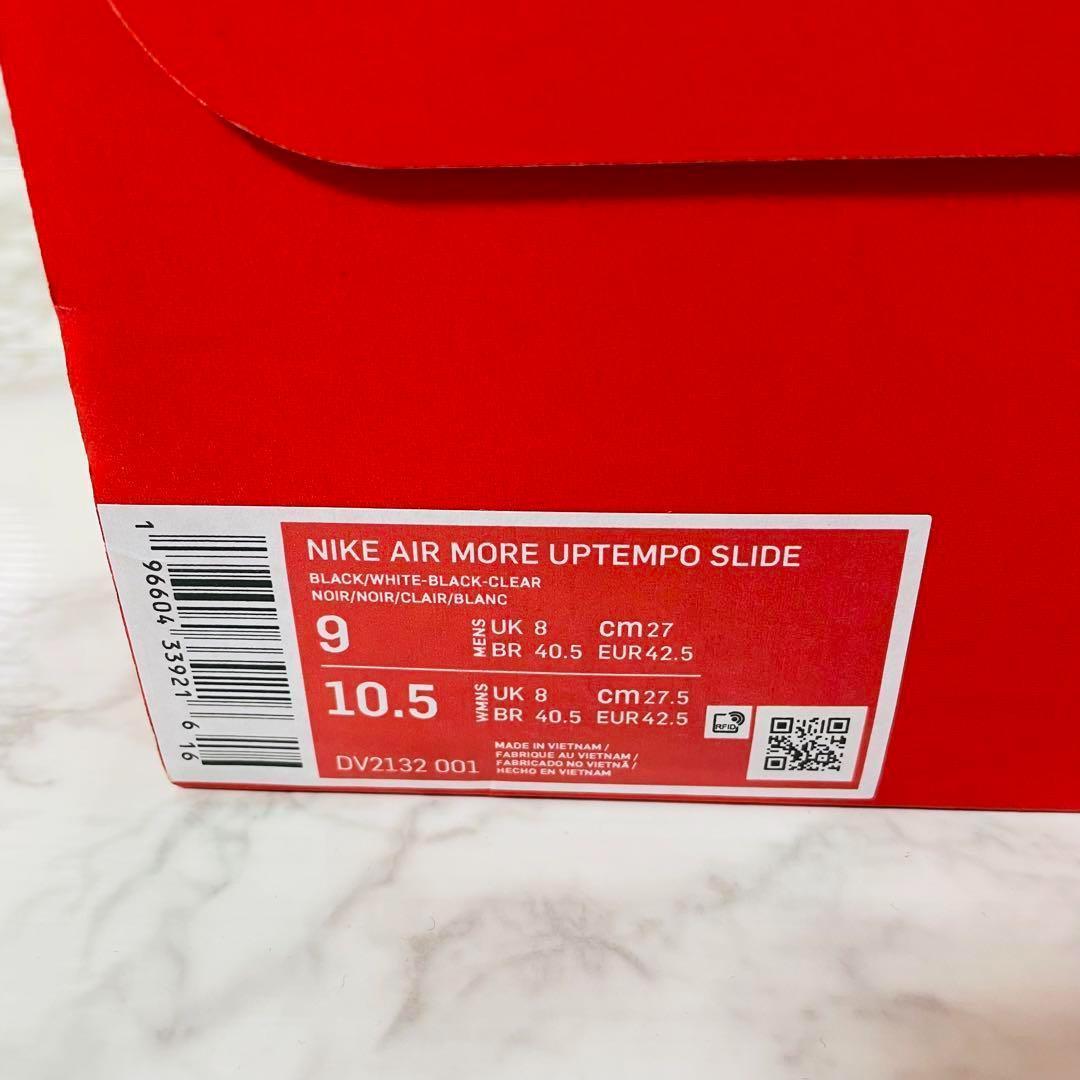 NIKE AIR MORE UPTEMPO SLIDE
BLACK/WHITE-BLACK-CLEAR
NOIR/NOIR/CLAIR/BLANC
9 MENS UK 8 cm 27
BR 40.5 EUR 42.5
10.5 WMNS UK 8 cm 27.5
BR 40.5 EUR 42.5
RFID
DV2132 001
MADE IN VIETNAM /
FABRIQUE AU VIETNAM /
FABRICADO NO VIETNÃ /
HECHO EN VIETNAM
1 96604 33921 6 16